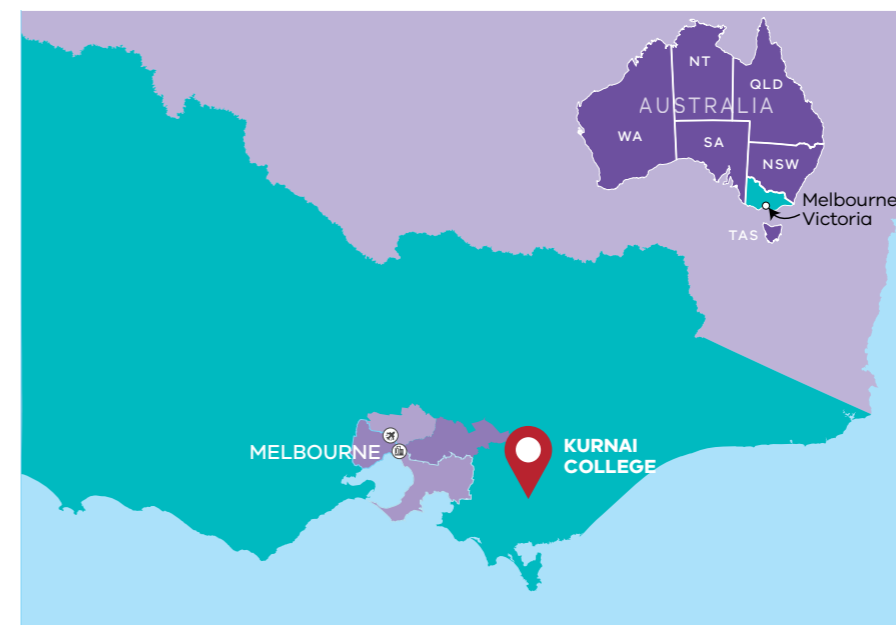 NT
QLD
AUSTRALIA
WA
SA
NSW
Melbourne
Victoria
TAS
MELBOURNE
KURNAI
COLLEGE